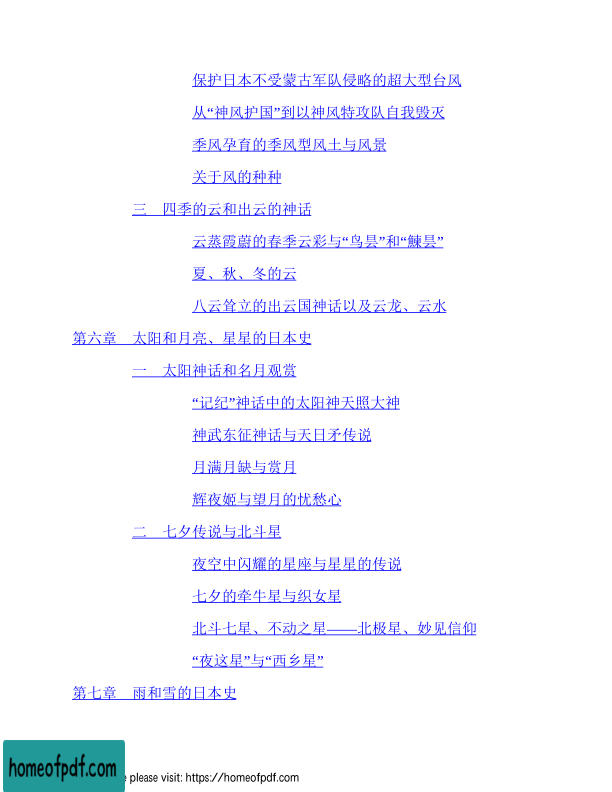 保护日本不受蒙古军队侵略的超大型台风
从“神风护国”到以神风特攻队自我毁灭
季风孕育的季风型风土与风景
关于风的种种
三　四季的云和出云的神话
云蒸霞蔚的春季云彩与“鸟昙”和“鰊昙”
夏、秋、冬的云
八云耸立的出云国神话以及云龙、云水
第六章　太阳和月亮、星星的日本史
一　太阳神话和名月观赏
“记纪”神话中的太阳神天照大神
神武东征神话与天日矛传说
月满月缺与赏月
辉夜姬与望月的忧愁心
二　七夕传说与北斗星
夜空中闪耀的星座与星星的传说
七夕的牵牛星与织女星
北斗七星、不动之星——北极星、妙见信仰
“夜这星”与“西乡星”
第七章　雨和雪的日本史
homeofpdf.com
please visit: https://homeofpdf.com